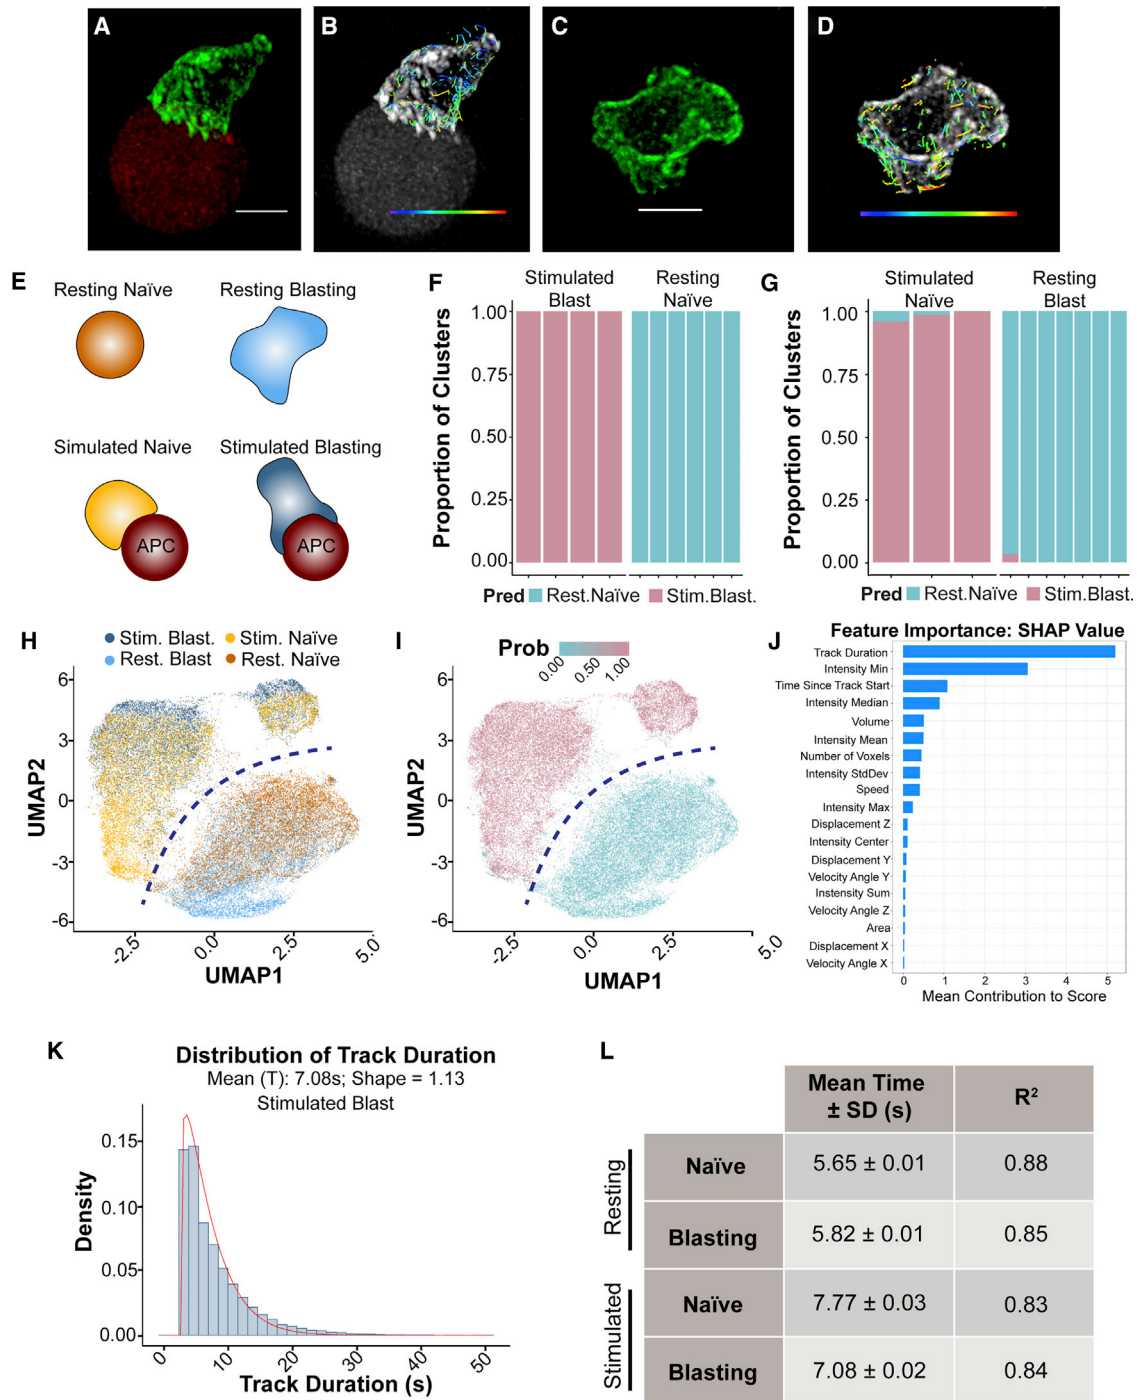 A
B
C
D
E
Resting Naïve
Resting Blasting
Simulated Naive
Stimulated Blasting
APC
APC
F
Stimulated Blast
Resting Naïve
Proportion of Clusters
1.00
0.75
0.50
0.25
0.00
Pred Rest.Naïve Stim.Blast.
G
Stimulated Naïve
Resting Blast
Proportion of Clusters
1.00
0.75
0.50
0.25
0.00
Pred Rest.Naïve Stim.Blast.
H
Stim. Blast. Stim. Naïve
Rest. Blast Rest. Naïve
UMAP2
6
3
0
-3
-6
-2.5 0.0 2.5 5.0
UMAP1
I
Prob
0.00 0.50 1.00
UMAP2
6
3
0
-3
-6
-2.5 0.0 2.5 5.0
UMAP1
J
Feature Importance: SHAP Value
Track Duration
Intensity Min
Time Since Track Start
Intensity Median
Volume
Intensity Mean
Number of Voxels
Intensity StdDev
Speed
Intensity Max
Displacement Z
Intensity Center
Displacement Y
Velocity Angle Y
Instensity Sum
Velocity Angle Z
Area
Displacement X
Velocity Angle X
0 1 2 3 4 5
Mean Contribution to Score
K
Distribution of Track Duration
Mean (T): 7.08s; Shape = 1.13
Stimulated Blast
Density
0.15
0.10
0.05
0.00
0 10 20 30 40 50
Track Duration (s)
L
Mean Time ± SD (s) R²
Resting
Naïve 5.65 ± 0.01 0.88
Blasting 5.82 ± 0.01 0.85
Stimulated
Naïve 7.77 ± 0.03 0.83
Blasting 7.08 ± 0.02 0.84